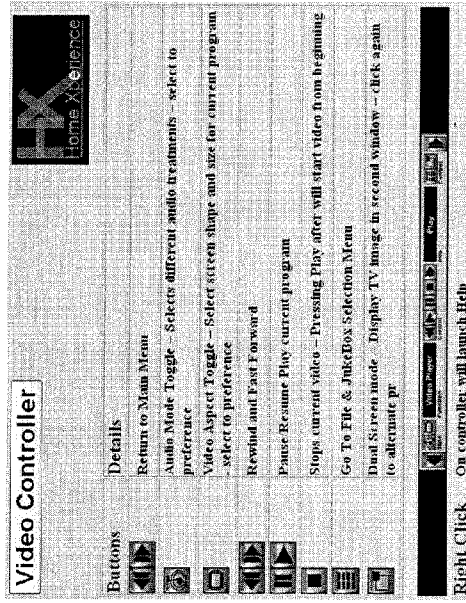 Video Controller
HX
Home Xperience
Buttons
Details
Return to Main Menu
Audio Mode Toggle – Selects different audio treatments – select to
preference
Video Aspect Toggle – Select screen shape and size for current program
– select to preference
Rewind and Fast Forward
Pause Resume Play current program
Stops current video – Pressing Play after will start video from beginning
Go To File & JukeBox Selection Menu
Dual Screen mode Display TV image in second window – click again
to alternate pr
Video Player
Play
Right Click On controller will launch Help